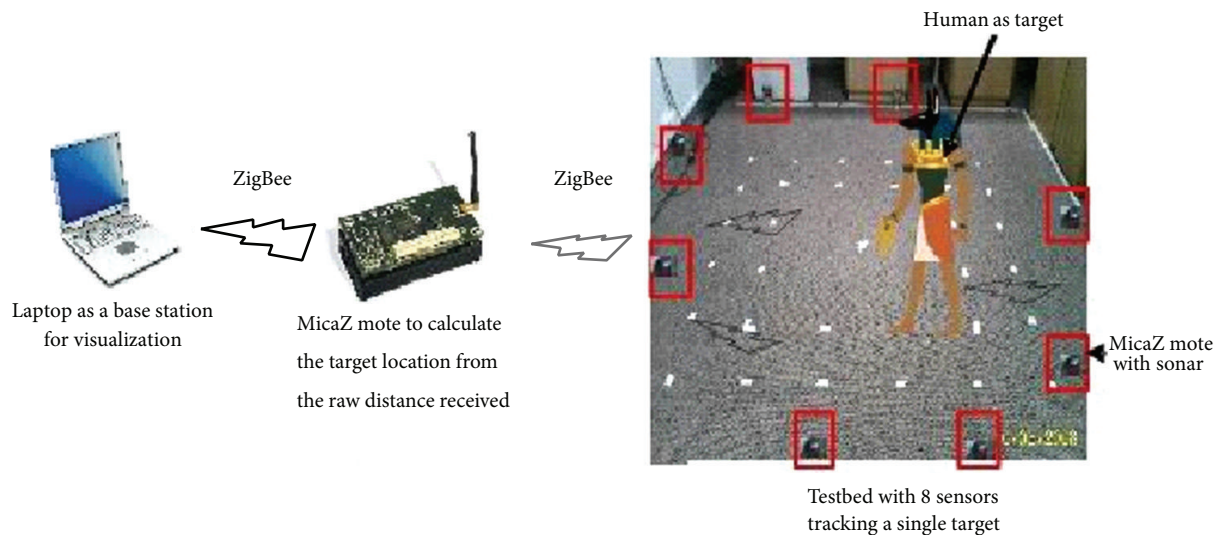 Human as target
ZigBee
ZigBee
Laptop as a base station
for visualization
MicaZ mote to calculate
the target location from
the raw distance received
MicaZ mote
with sonar
Testbed with 8 sensors
tracking a single target